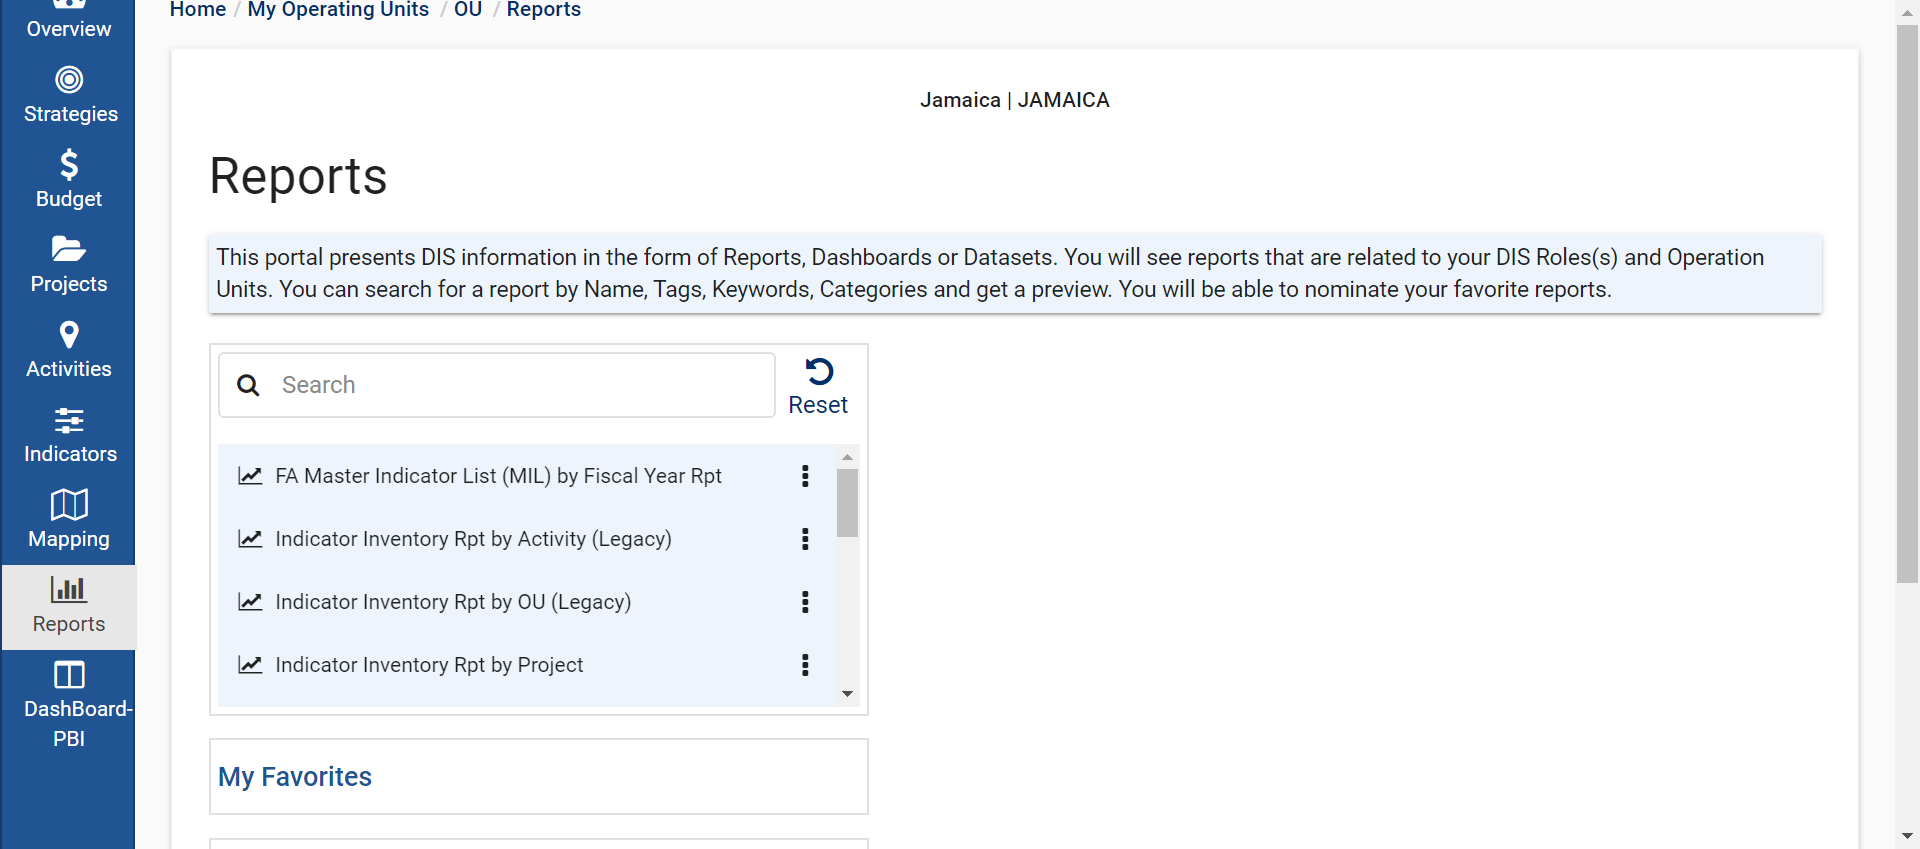 Home / My Operating Units / OU / Reports
Overview
Strategies
Budget
Projects
Activities
Indicators
Mapping
Reports
DashBoard-
PBI
Jamaica | JAMAICA
Reports
This portal presents DIS information in the form of Reports, Dashboards or Datasets. You will see reports that are related to your DIS Roles(s) and Operation
Units. You can search for a report by Name, Tags, Keywords, Categories and get a preview. You will be able to nominate your favorite reports.
Search
Reset
FA Master Indicator List (MIL) by Fiscal Year Rpt
Indicator Inventory Rpt by Activity (Legacy)
Indicator Inventory Rpt by OU (Legacy)
Indicator Inventory Rpt by Project
My Favorites